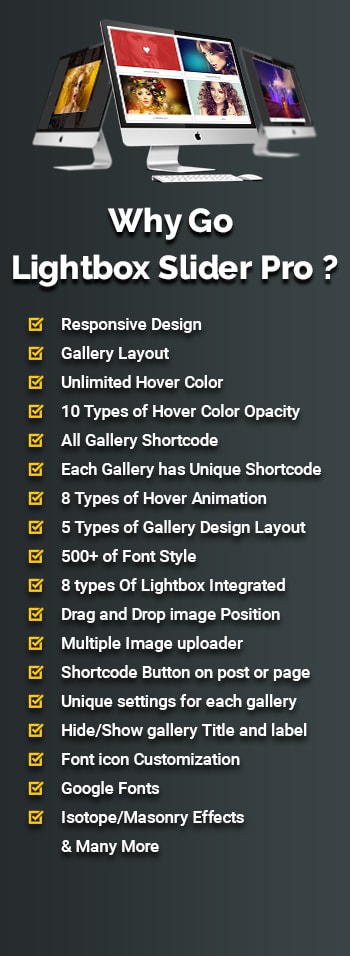 Why Go
Lightbox Slider Pro ?
Responsive Design
Gallery Layout
Unlimited Hover Color
10 Types of Hover Color Opacity
All Gallery Shortcode
Each Gallery has Unique Shortcode
8 Types of Hover Animation
5 Types of Gallery Design Layout
500+ of Font Style
8 types Of Lightbox Integrated
Drag and Drop image Position
Multiple Image uploader
Shortcode Button on post or page
Unique settings for each gallery
Hide/Show gallery Title and label
Font icon Customization
Google Fonts
Isotope/Masonry Effects
& Many More